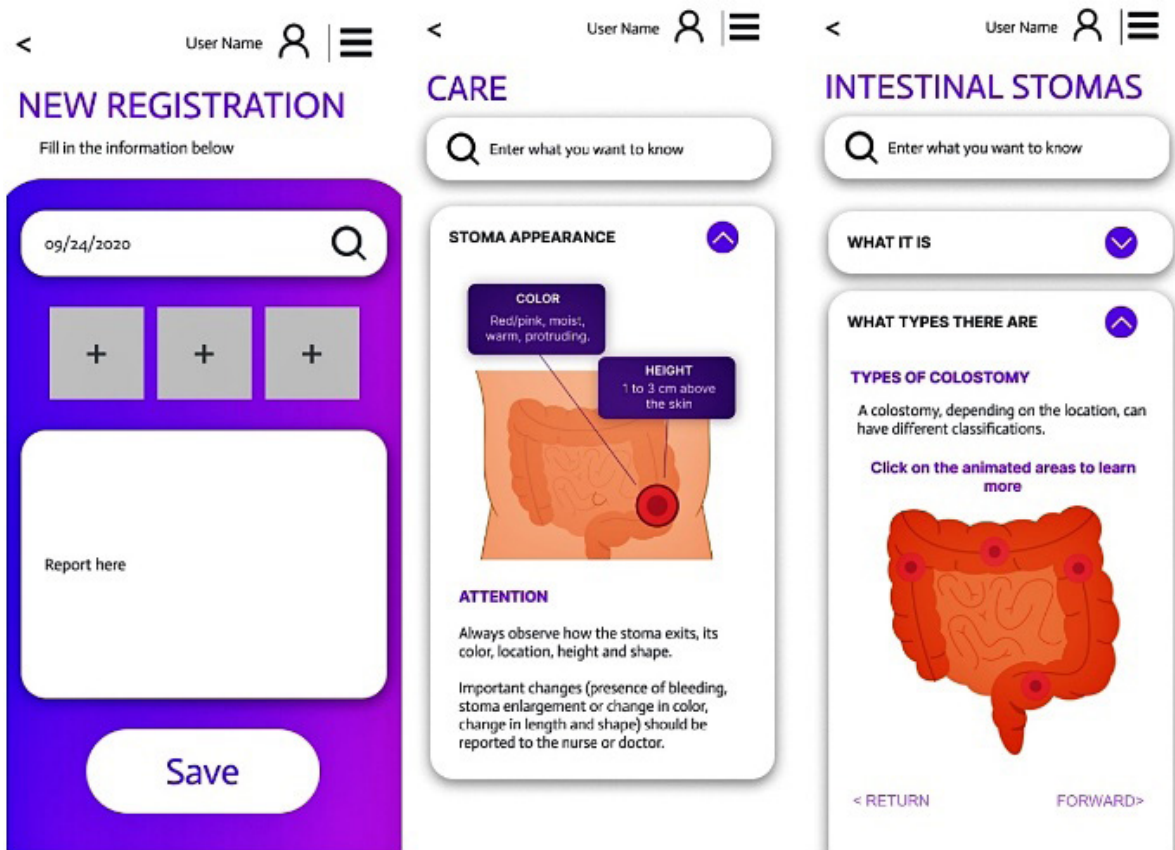 <
User Name
NEW REGISTRATION
Fill in the information below
09/24/2020
+ + +
Report here
Save
<
User Name
CARE
Enter what you want to know
STOMA APPEARANCE
COLOR
Red/pink, moist,
warm, protruding.
HEIGHT
1 to 3 cm above
the skin
ATTENTION
Always observe how the stoma exits, its
color, location, height and shape.
Important changes (presence of bleeding,
stoma enlargement or change in color,
change in length and shape) should be
reported to the nurse or doctor.
<
User Name
INTESTINAL STOMAS
Enter what you want to know
WHAT IT IS
WHAT TYPES THERE ARE
TYPES OF COLOSTOMY
A colostomy, depending on the location, can
have different classifications.
Click on the animated areas to learn
more
< RETURN
FORWARD>